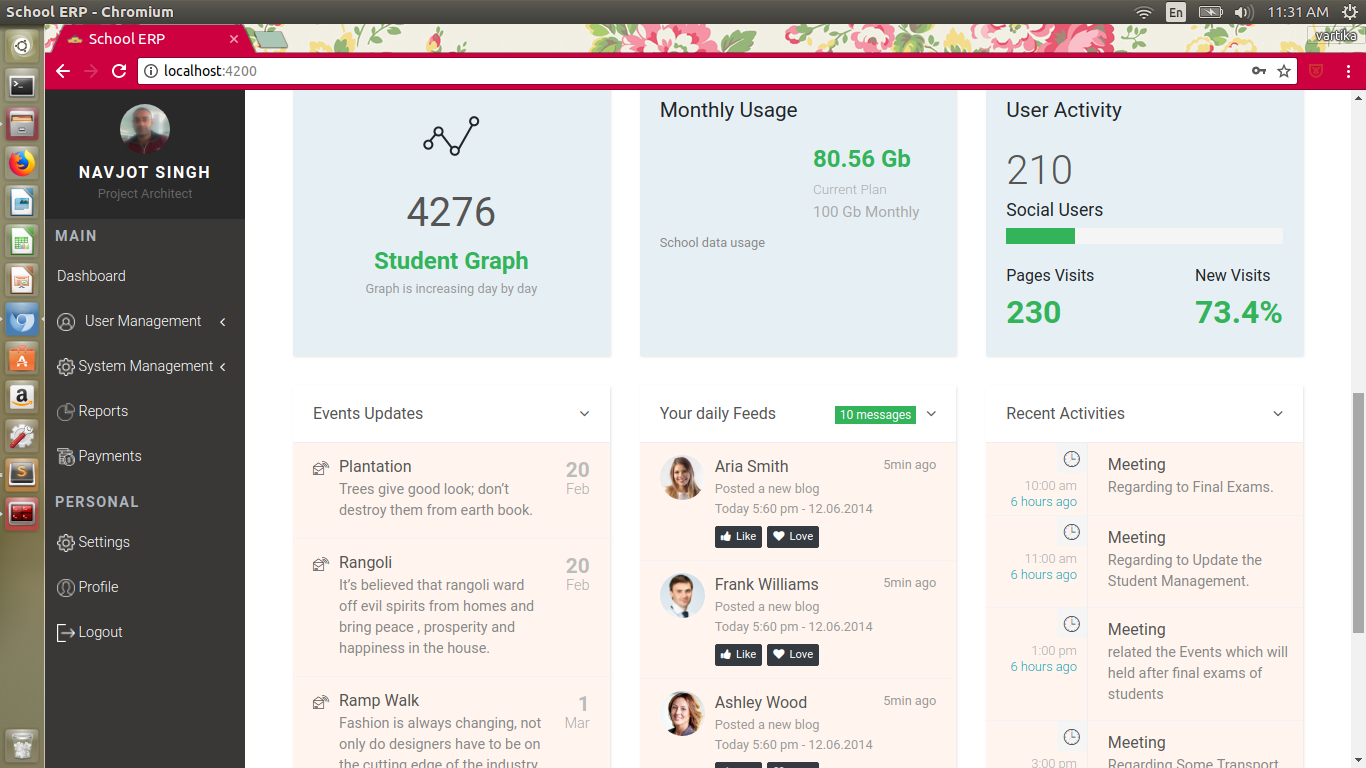 School ERP - Chromium
En
11:31 AM
School ERP
vartika
localhost:4200
NAVJOT SINGH
Project Architect
MAIN
Dashboard
User Management
System Management
Reports
Payments
PERSONAL
Settings
Profile
Logout
4276
Student Graph
Graph is increasing day by day
Monthly Usage
80.56 Gb
Current Plan
100 Gb Monthly
School data usage
User Activity
210
Social Users
Pages Visits
New Visits
230
73.4%
Events Updates
Plantation
20
Feb
Trees give good look; don't
destroy them from earth book.
Rangoli
20
Feb
It's believed that rangoli ward
off evil spirits from homes and
bring peace , prosperity and
happiness in the house.
Ramp Walk
1
Mar
Fashion is always changing, not
only do designers have to be on
the cutting edge of the industry
Your daily Feeds
10 messages
Aria Smith
5min ago
Posted a new blog
Today 5:60 pm - 12.06.2014
Like
Love
Frank Williams
5min ago
Posted a new blog
Today 5:60 pm - 12.06.2014
Like
Love
Ashley Wood
5min ago
Posted a new blog
Today 5:60 pm - 12.06.2014
Recent Activities
10:00 am
6 hours ago
Meeting
Regarding to Final Exams.
11:00 am
6 hours ago
Meeting
Regarding to Update the
Student Management.
1:00 pm
6 hours ago
Meeting
related the Events which will
held after final exams of
students
3:00 pm
Meeting
Regarding Some Transport